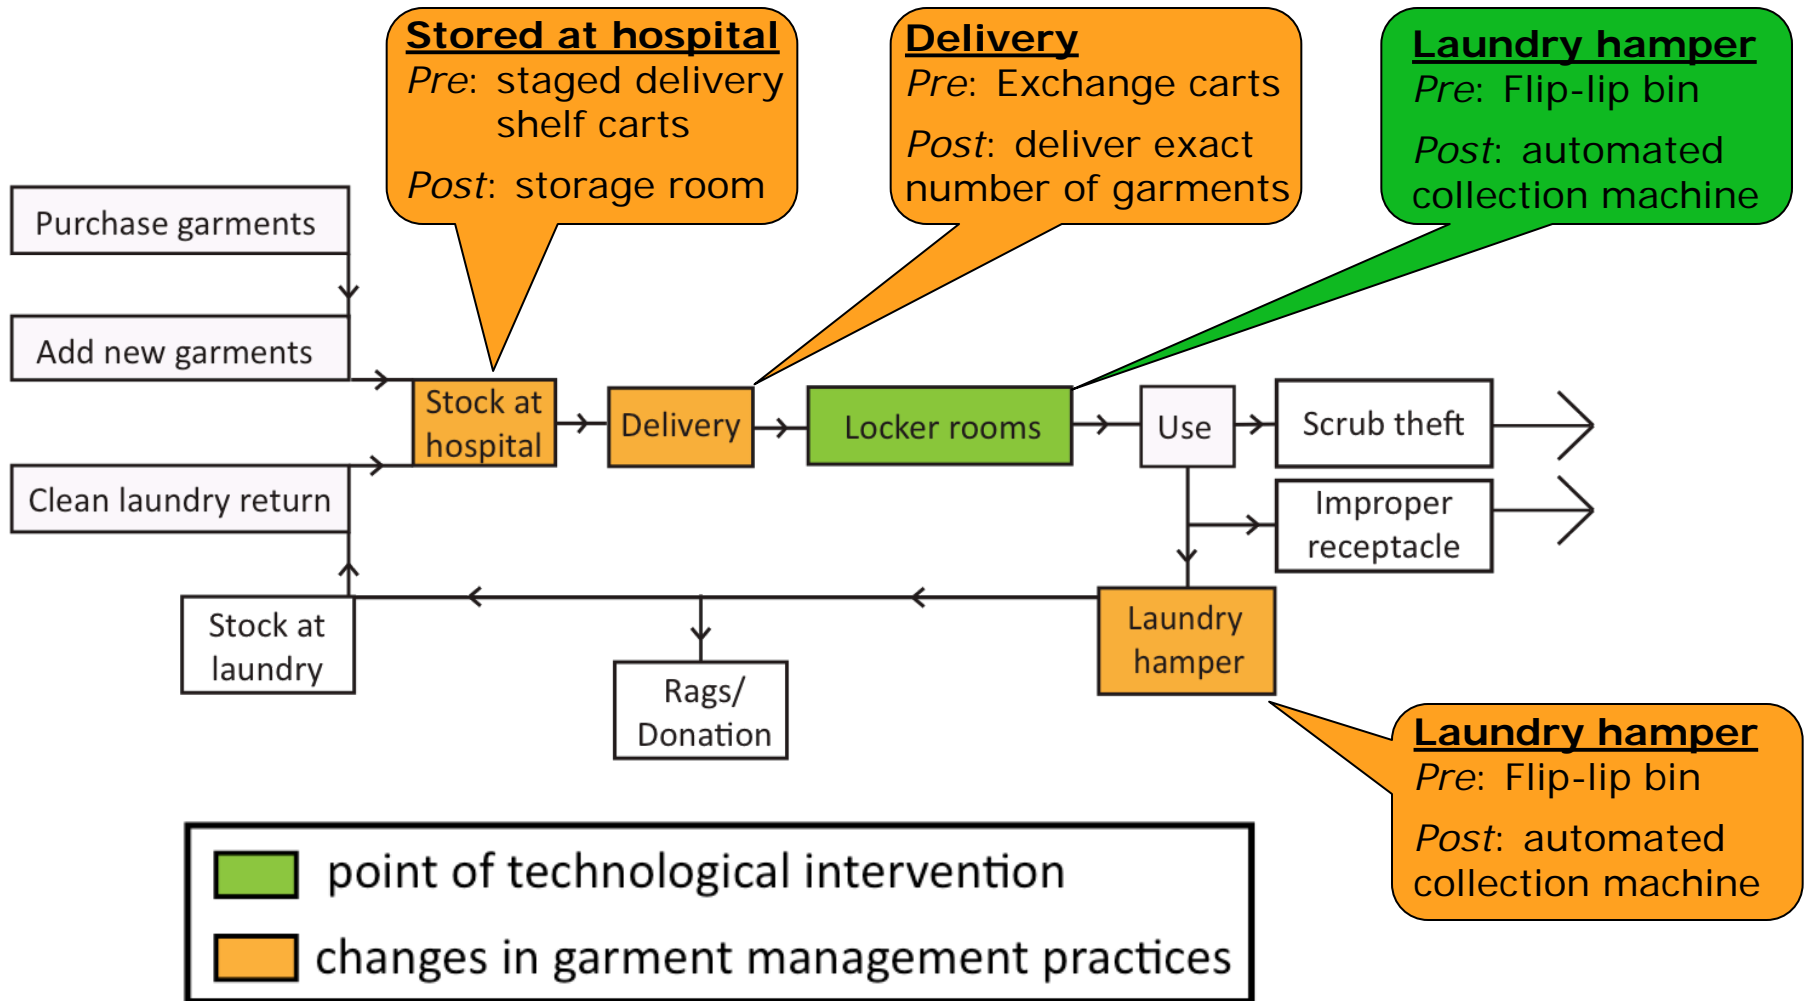 Stored at hospital
Pre: staged delivery
shelf carts
Post: storage room
Delivery
Pre: Exchange carts
Post: deliver exact
number of garments
Laundry hamper
Pre: Flip-lip bin
Post: automated
collection machine
Purchase garments
Add new garments
Clean laundry return
Stock at
hospital
Delivery
Locker rooms
Use
Scrub theft
Improper
receptacle
Stock at
laundry
Rags/
Donation
Laundry
hamper
Laundry hamper
Pre: Flip-lip bin
Post: automated
collection machine
point of technological intervention
changes in garment management practices